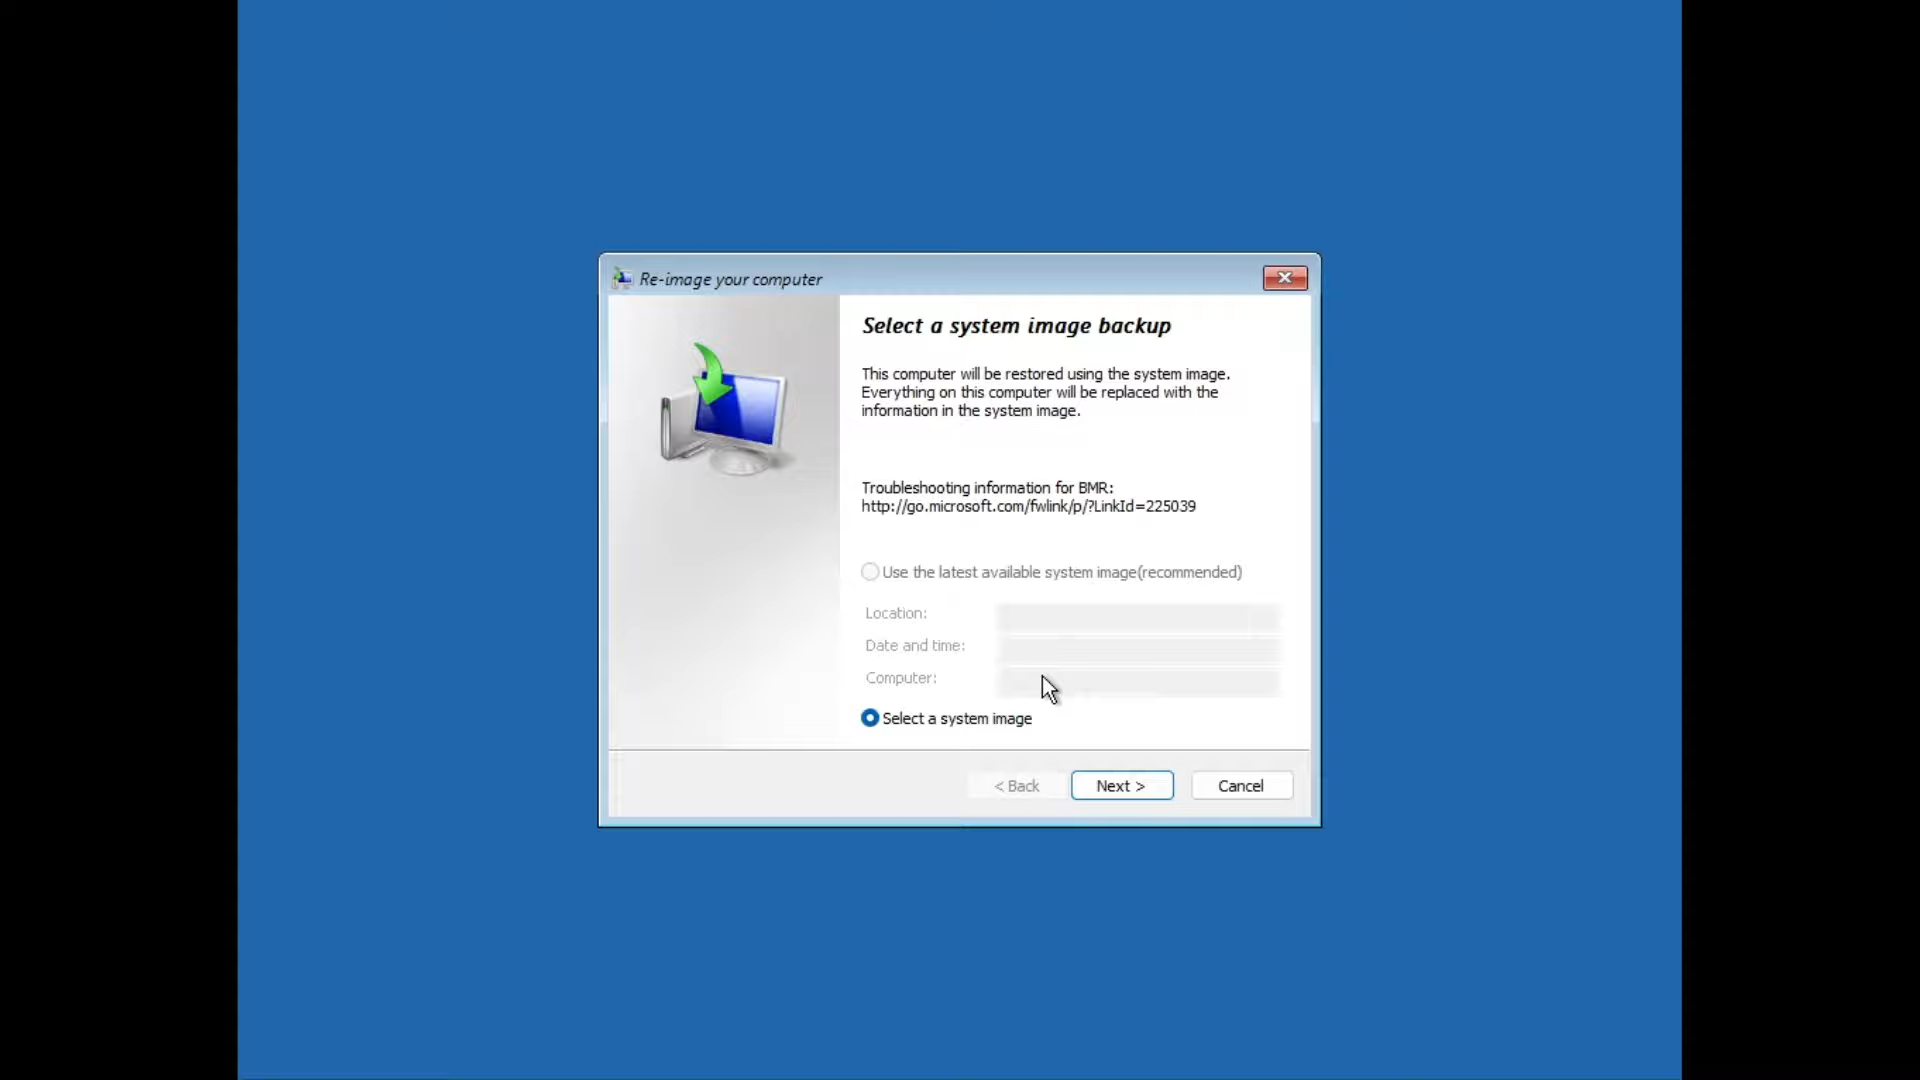 Re-image your computer
Select a system image backup
This computer will be restored using the system image.
Everything on this computer will be replaced with the
information in the system image.
Troubleshooting information for BMR:
http://go.microsoft.com/fwlink/p/?LinkId=225039
Use the latest available system image(recommended)
Location:
Date and time:
Computer:
Select a system image
< Back Next > Cancel